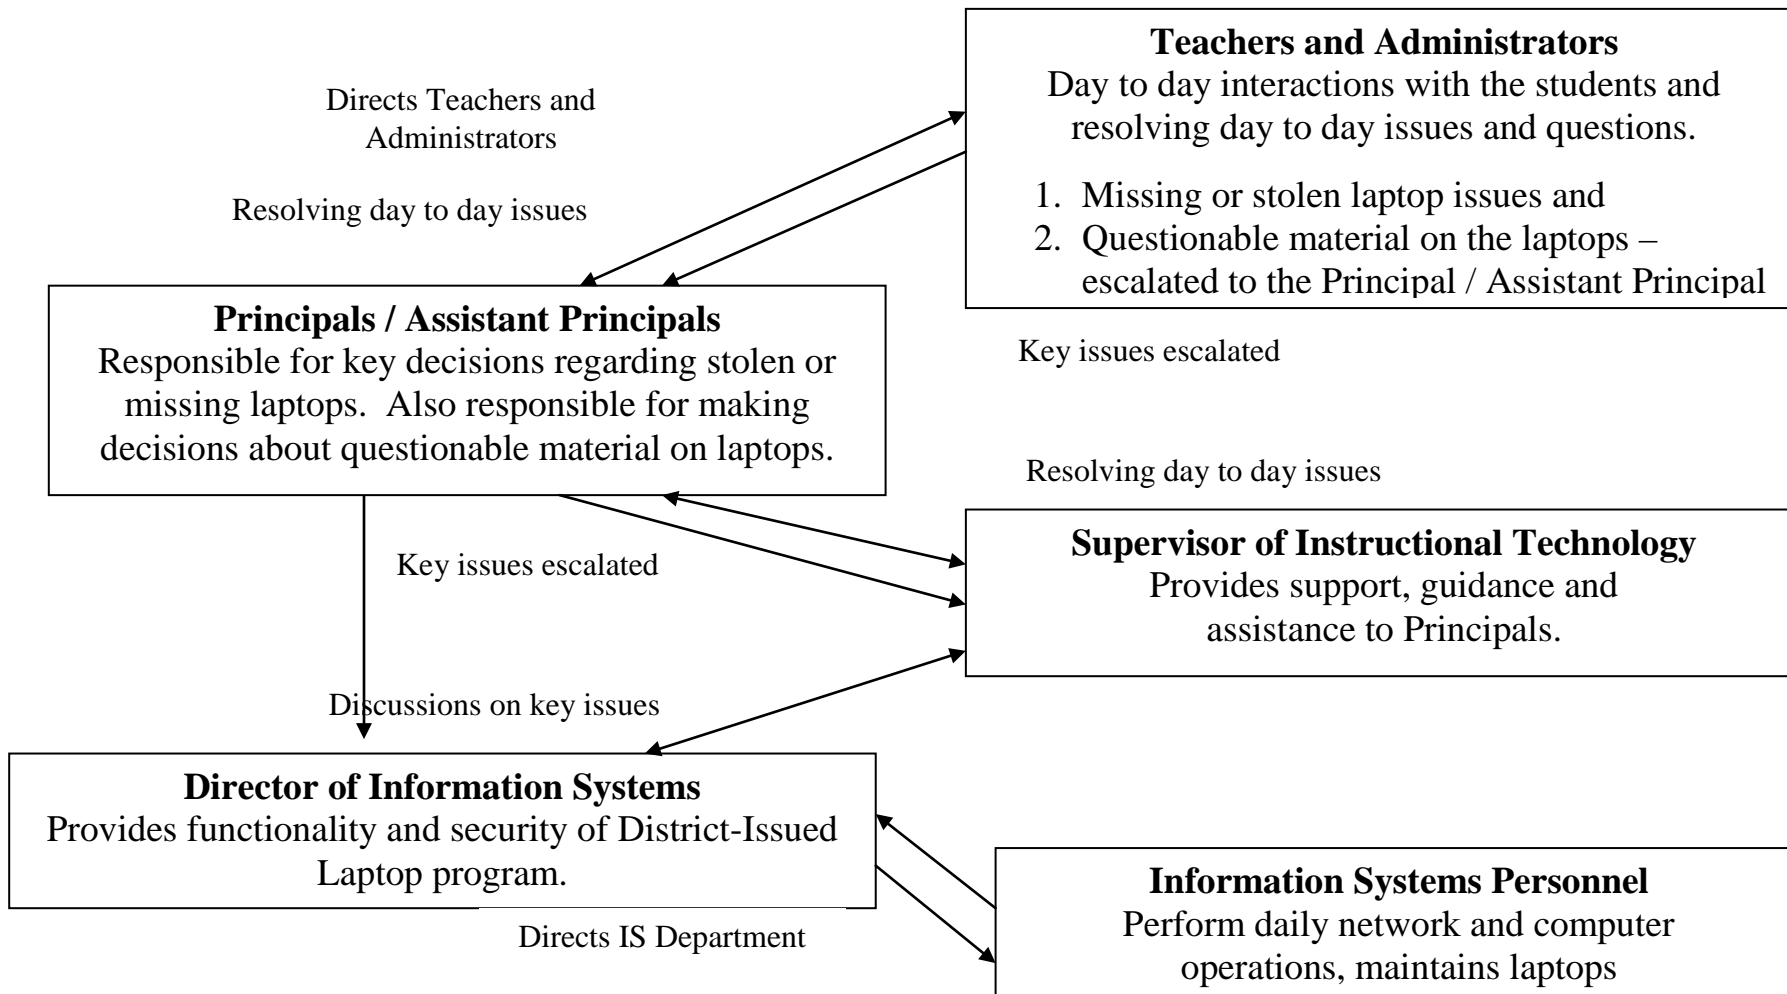 Teachers and Administrators
Day to day interactions with the students and
resolving day to day issues and questions.
1. Missing or stolen laptop issues and
2. Questionable material on the laptops –
escalated to the Principal / Assistant Principal
Directs Teachers and
Administrators
Resolving day to day issues
Principals / Assistant Principals
Responsible for key decisions regarding stolen or
missing laptops. Also responsible for making
decisions about questionable material on laptops.
Key issues escalated
Resolving day to day issues
Supervisor of Instructional Technology
Provides support, guidance and
assistance to Principals.
Key issues escalated
Discussions on key issues
Director of Information Systems
Provides functionality and security of District-Issued
Laptop program.
Directs IS Department
Information Systems Personnel
Perform daily network and computer
operations, maintains laptops